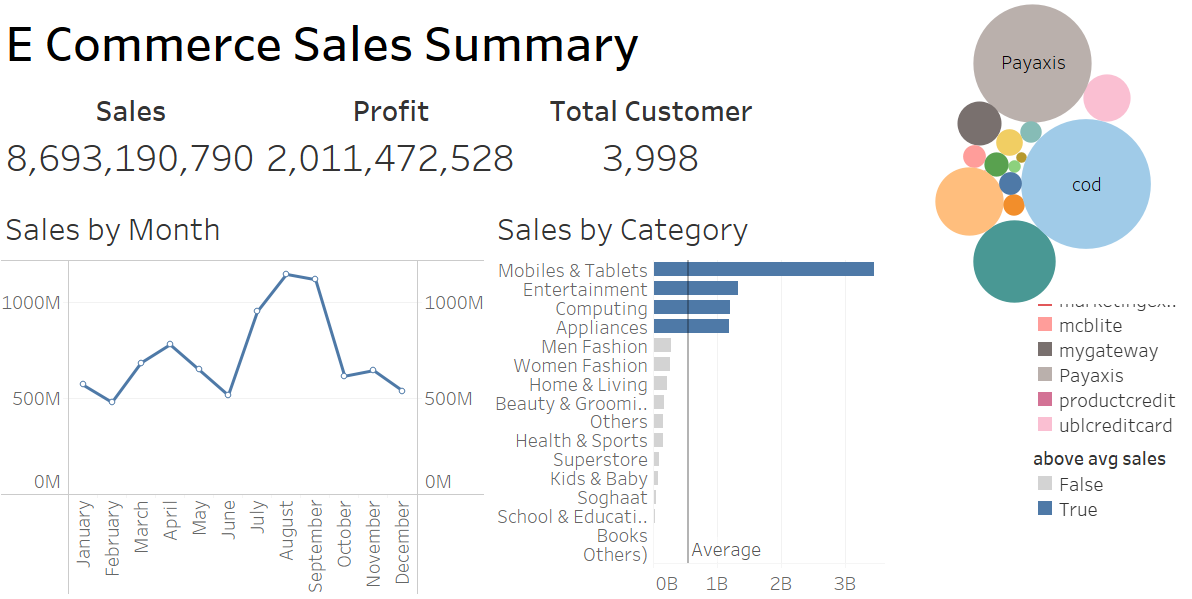 E Commerce Sales Summary
Sales
Profit
Total Customer
8,693,190,790
2,011,472,528
3,998
Sales by Month
1000M
500M
0M
1000M
500M
0M
January
February
March
April
May
June
July
August
September
October
November
December
Sales by Category
Mobiles & Tablets
Entertainment
Computing
Appliances
Men Fashion
Women Fashion
Home & Living
Beauty & Groomi..
Others
Health & Sports
Superstore
Kids & Baby
Soghaat
School & Educati..
Books
Others)
Average
0B
1B
2B
3B
Payaxis
cod
mcblite
mygateway
Payaxis
productcredit
ublcreditcard
above avg sales
False
True